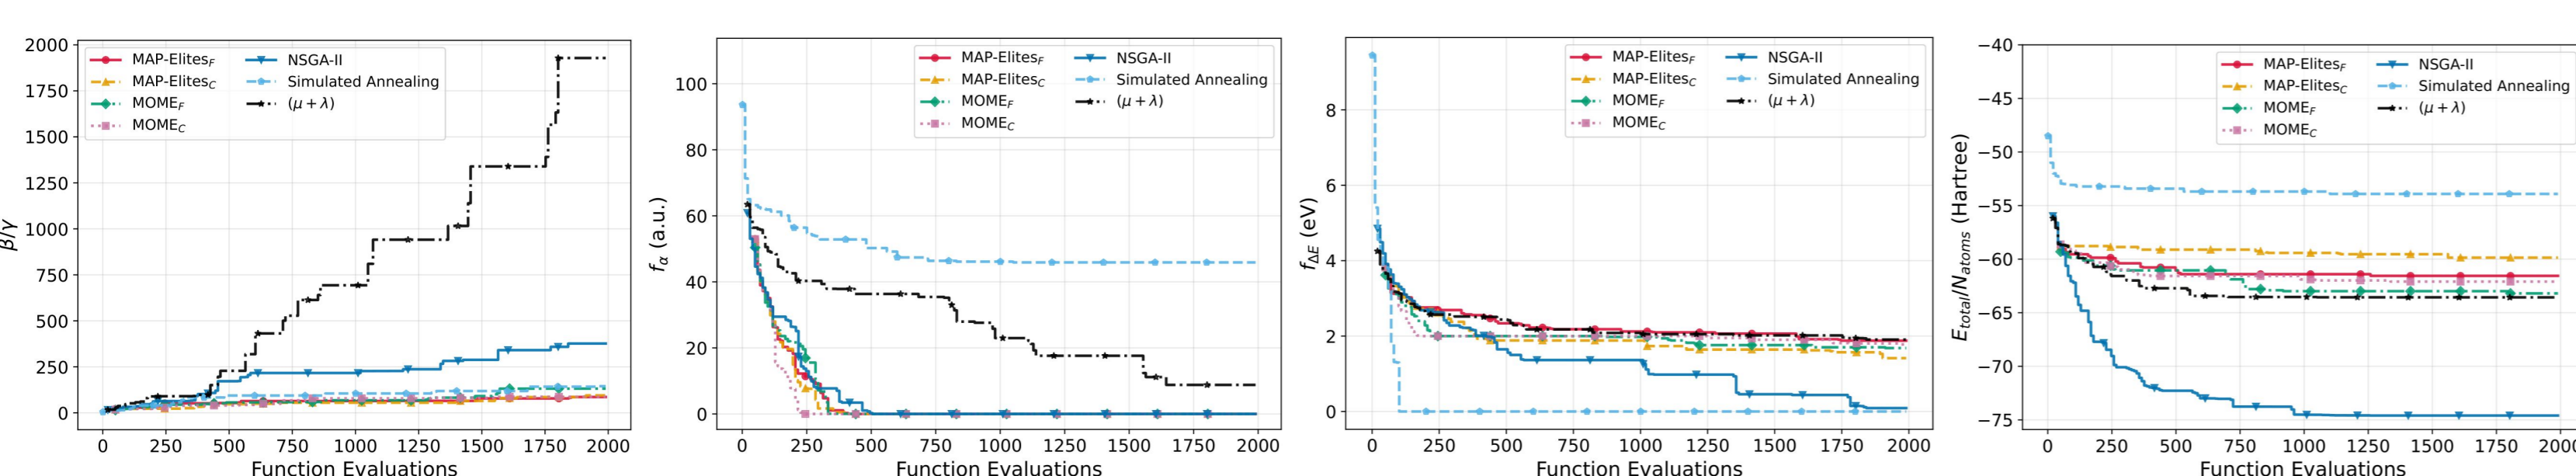 2000
1750
1500
1250
1000
750
500
250
0
β/γ
MAP-Elites_F
MAP-Elites_C
MOME_F
MOME_C
NSGA-II
Simulated Annealing
(μ + λ)
0 250 500 750 1000 1250 1500 1750 2000
Function Evaluations
100
80
60
40
20
0
f_α (a.u.)
MAP-Elites_F
MAP-Elites_C
MOME_F
MOME_C
NSGA-II
Simulated Annealing
(μ + λ)
0 250 500 750 1000 1250 1500 1750 2000
Function Evaluations
8
6
4
2
0
f_ΔE (eV)
MAP-Elites_F
MAP-Elites_C
MOME_F
MOME_C
NSGA-II
Simulated Annealing
(μ + λ)
0 250 500 750 1000 1250 1500 1750 2000
Function Evaluations
−40
−45
−50
−55
−60
−65
−70
−75
E_total/N_atoms (Hartree)
MAP-Elites_F
MAP-Elites_C
MOME_F
MOME_C
NSGA-II
Simulated Annealing
(μ + λ)
0 250 500 750 1000 1250 1500 1750 200
Function Evaluations